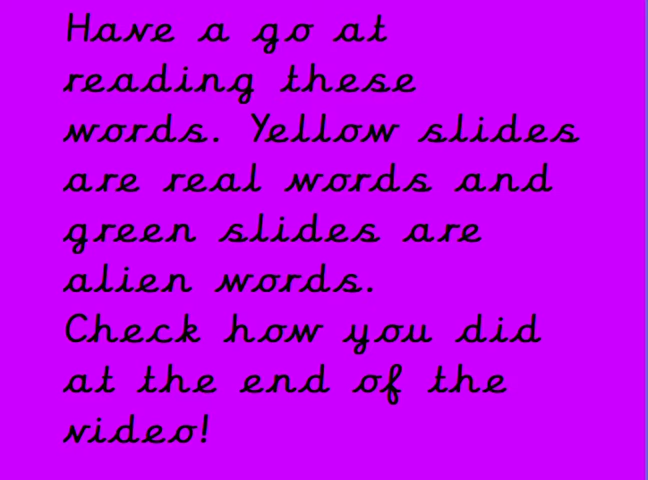 Have a go at
reading these
words. Yellow slides
are real words and
green slides are
alien words.
Check how you did
at the end of the
video!